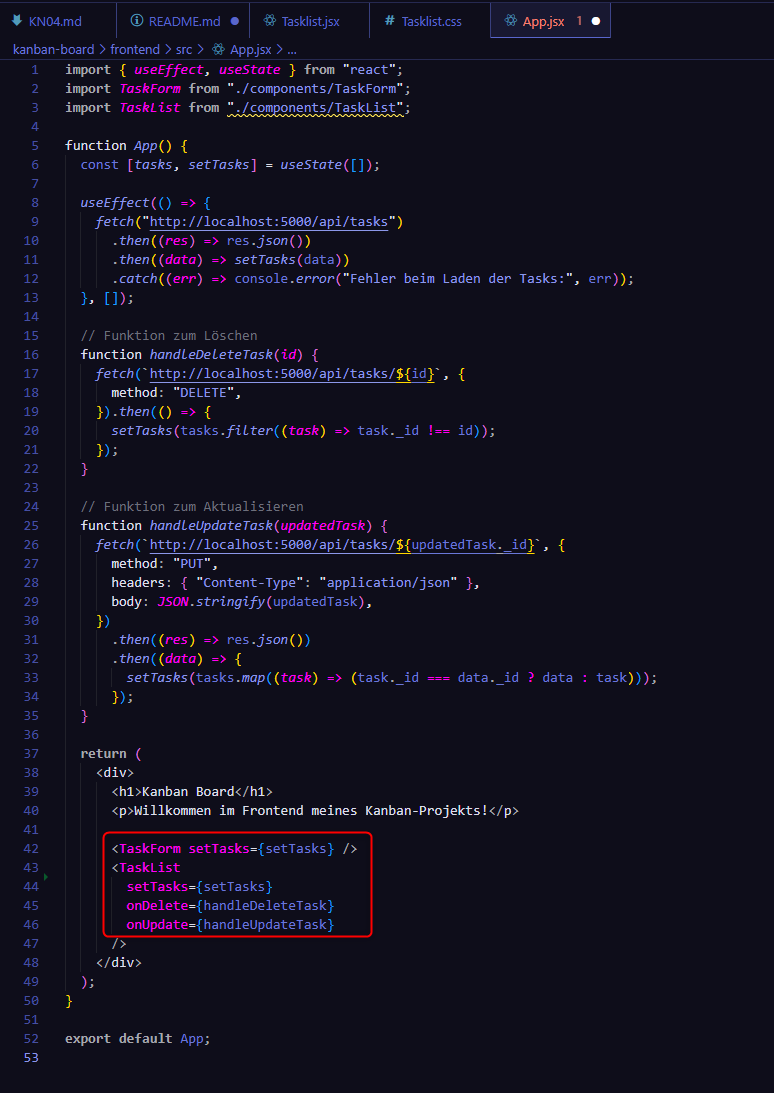 KN04.md README.md Tasklist.jsx # Tasklist.css App.jsx 1
kanban-board > frontend > src > App.jsx > ...
1 import { useEffect, useState } from "react";
2 import TaskForm from "./components/TaskForm";
3 import TaskList from "./components/TaskList";
4
5 function App() {
6 const [tasks, setTasks] = useState([]);
7
8 useEffect(() => {
9 fetch("http://localhost:5000/api/tasks")
10 .then((res) => res.json())
11 .then((data) => setTasks(data))
12 .catch((err) => console.error("Fehler beim Laden der Tasks:", err));
13 }, []);
14
15 // Funktion zum Löschen
16 function handleDeleteTask(id) {
17 fetch(`http://localhost:5000/api/tasks/${id}`, {
18 method: "DELETE",
19 }).then(() => {
20 setTasks(tasks.filter((task) => task._id !== id));
21 });
22 }
23
24 // Funktion zum Aktualisieren
25 function handleUpdateTask(updatedTask) {
26 fetch(`http://localhost:5000/api/tasks/${updatedTask._id}`, {
27 method: "PUT",
28 headers: { "Content-Type": "application/json" },
29 body: JSON.stringify(updatedTask),
30 })
31 .then((res) => res.json())
32 .then((data) => {
33 setTasks(tasks.map((task) => (task._id === data._id ? data : task)));
34 });
35 }
36
37 return (
38 <div>
39 <h1>Kanban Board</h1>
40 <p>Willkommen im Frontend meines Kanban-Projekts!</p>
41
42 <TaskForm setTasks={setTasks} />
43 <TaskList
44 setTasks={setTasks}
45 onDelete={handleDeleteTask}
46 onUpdate={handleUpdateTask}
47 />
48 </div>
49 );
50 }
51
52 export default App;
53